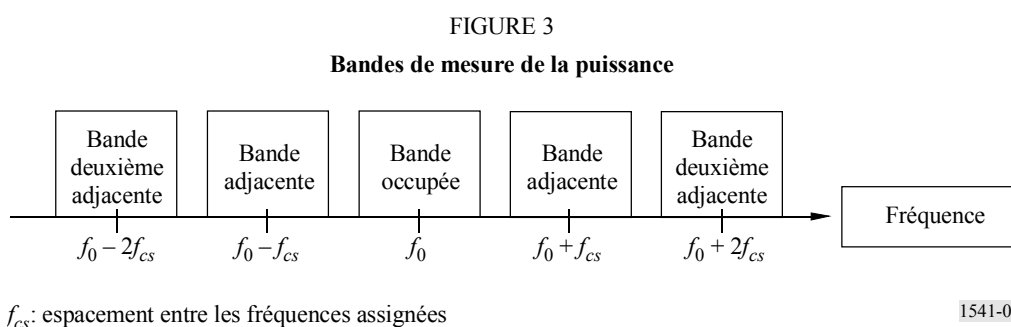 FIGURE 3
Bandes de mesure de la puissance
Bande deuxième adjacente
Bande adjacente
Bande occupée
Bande adjacente
Bande deuxième adjacente
Fréquence
f0 – 2fcs
f0 – fcs
f0
f0 + fcs
f0 + 2fcs
fcs: espacement entre les fréquences assignées
1541-0